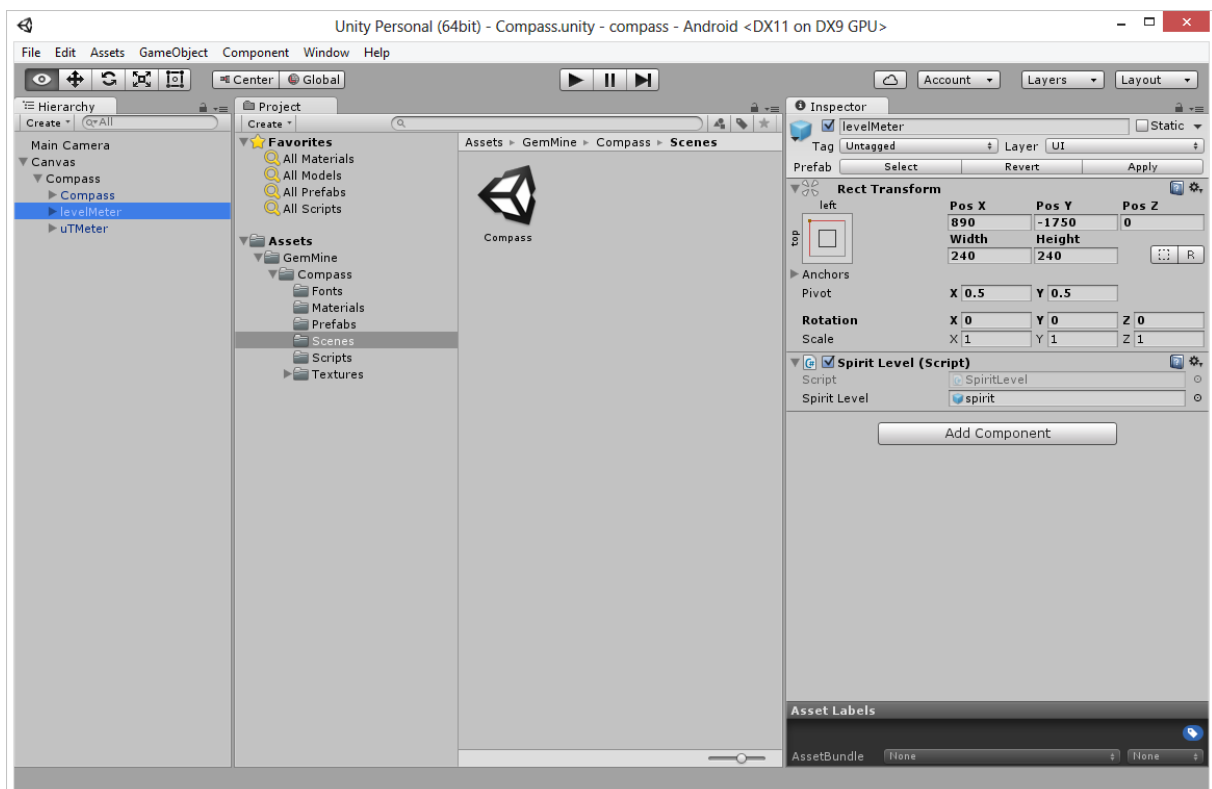 Unity Personal (64bit) - Compass.unity - compass - Android <DX11 on DX9 GPU>
File Edit Assets GameObject Component Window Help
Center Global Account Layers Layout
Hierarchy
Create All
Main Camera
Canvas
Compass
Compass
levelMeter
uTMeter
Project
Create
Favorites
All Materials
All Models
All Prefabs
All Scripts
Assets
GemMine
Compass
Fonts
Materials
Prefabs
Scenes
Scripts
Textures
Assets GemMine Compass Scenes
Compass
Inspector
levelMeter Static
Tag Untagged Layer UI
Prefab Select Revert Apply
Rect Transform
left Pos X Pos Y Pos Z
top 890 -1750 0
Width Height
240 240 R
Anchors
Pivot X 0.5 Y 0.5
Rotation X 0 Y 0 Z 0
Scale X 1 Y 1 Z 1
Spirit Level (Script)
Script SpiritLevel
Spirit Level spirit
Add Component
Asset Labels
AssetBundle None None